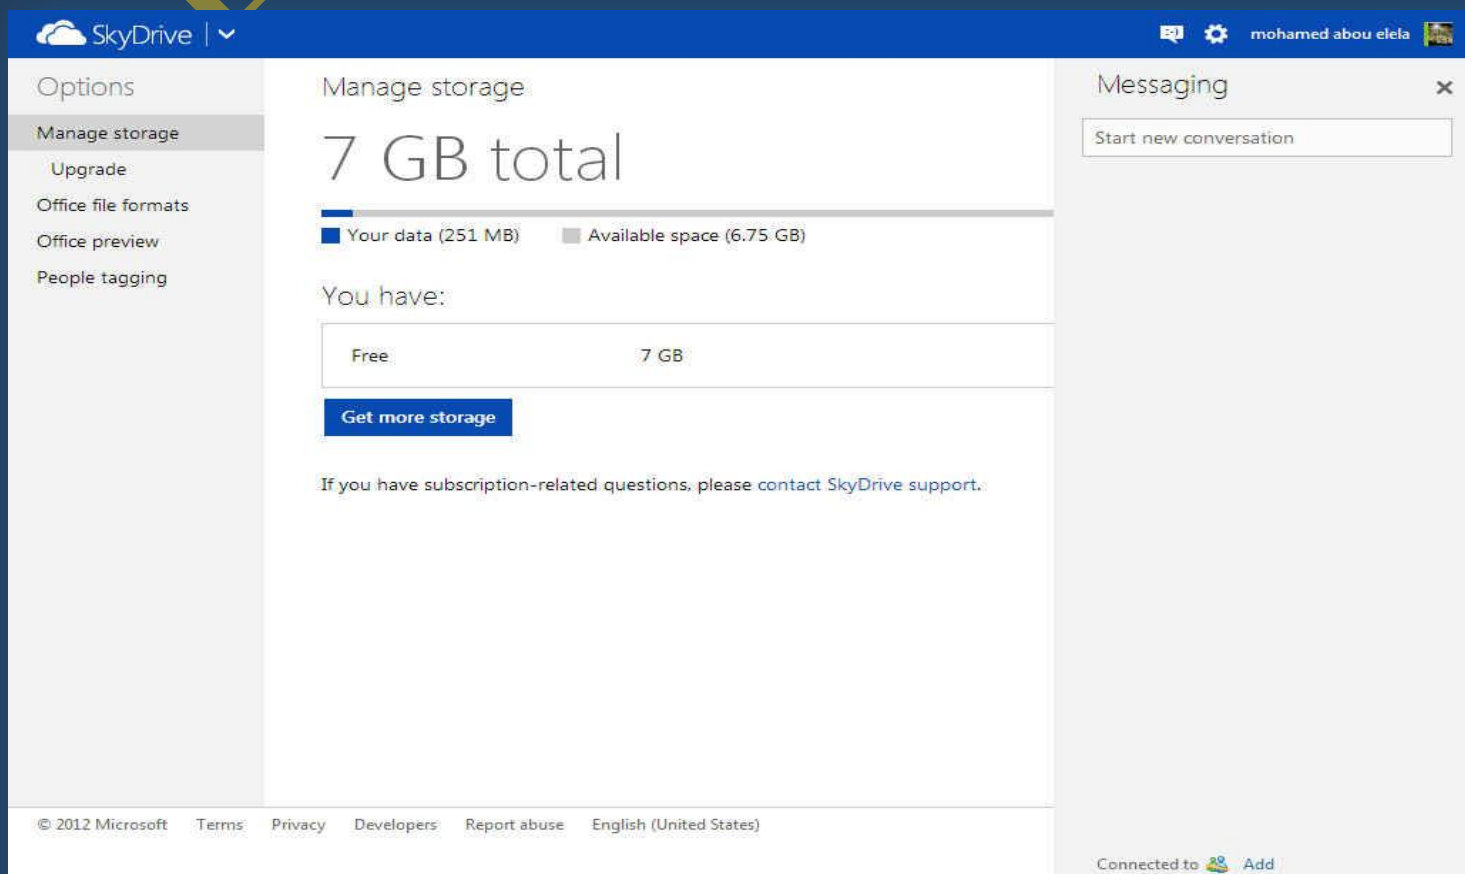 SkyDrive
mohamed abou elela
Options
Manage storage
Upgrade
Office file formats
Office preview
People tagging
Manage storage
7 GB total
Your data (251 MB) Available space (6.75 GB)
You have:
Free 7 GB
Get more storage
If you have subscription-related questions, please contact SkyDrive support.
Messaging
Start new conversation
© 2012 Microsoft Terms Privacy Developers Report abuse English (United States)
Connected to Add